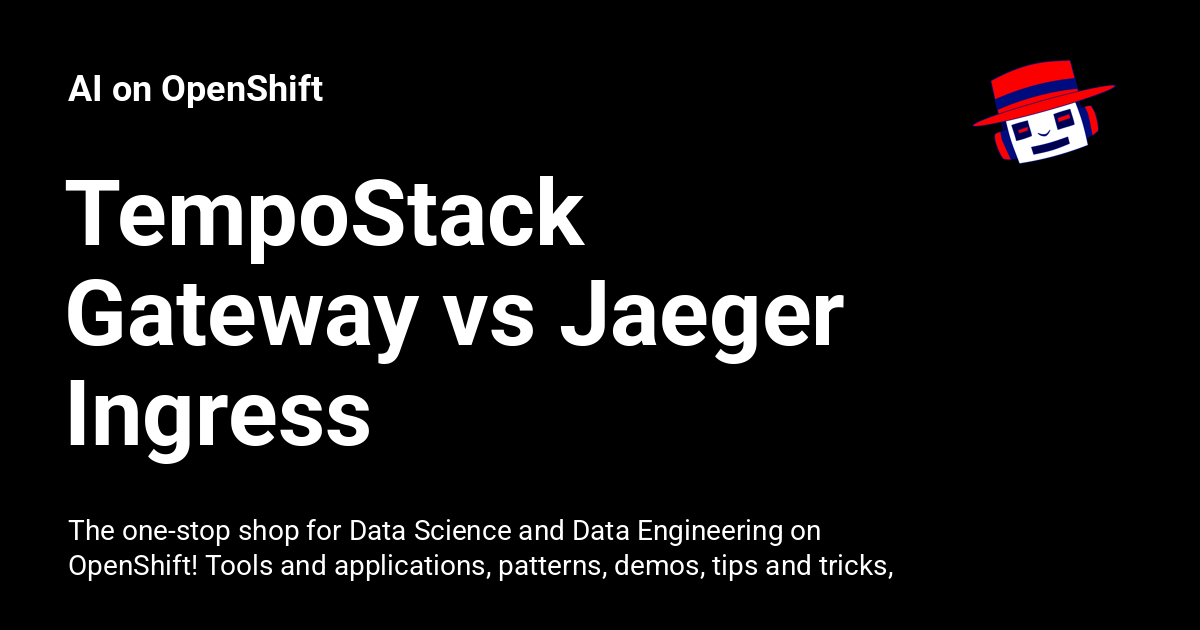 AI on OpenShift
TempoStack
Gateway vs Jaeger
Ingress
The one-stop shop for Data Science and Data Engineering on
OpenShift! Tools and applications, patterns, demos, tips and tricks,